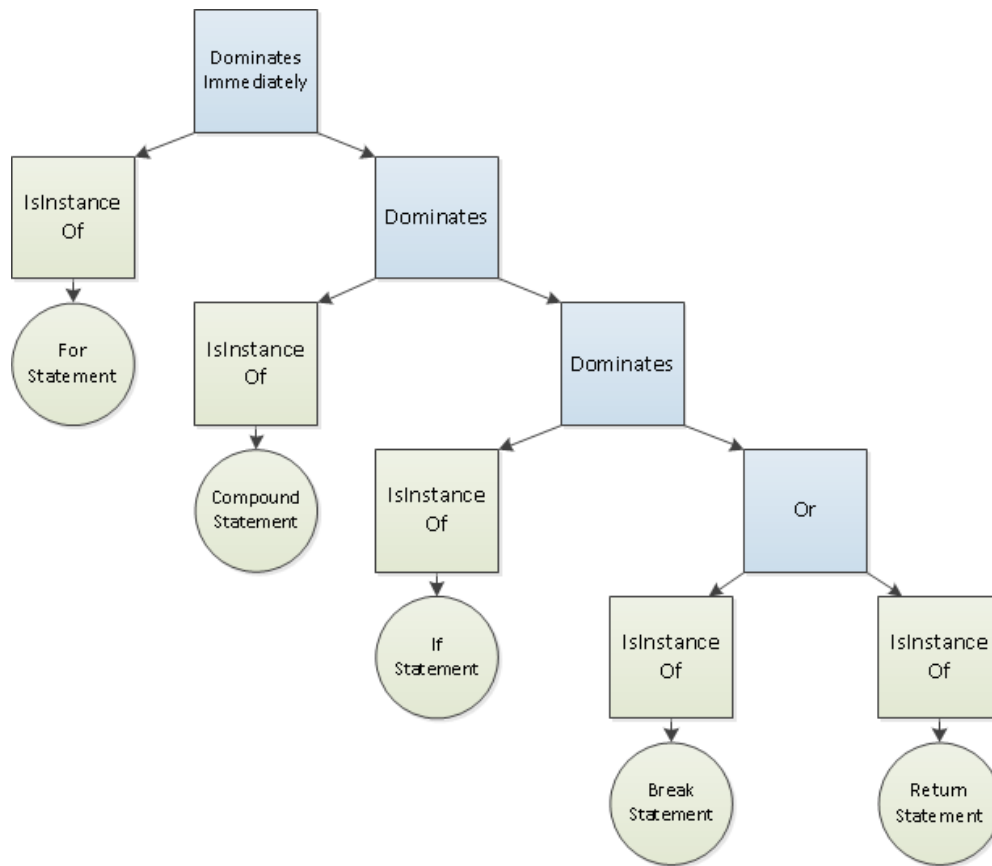 Dominates
Immediately
IsInstance
Of
Dominates
For
Statement
IsInstance
Of
Dominates
Compound
Statement
IsInstance
Of
Or
If
Statement
IsInstance
Of
IsInstance
Of
Break
Statement
Return
Statement